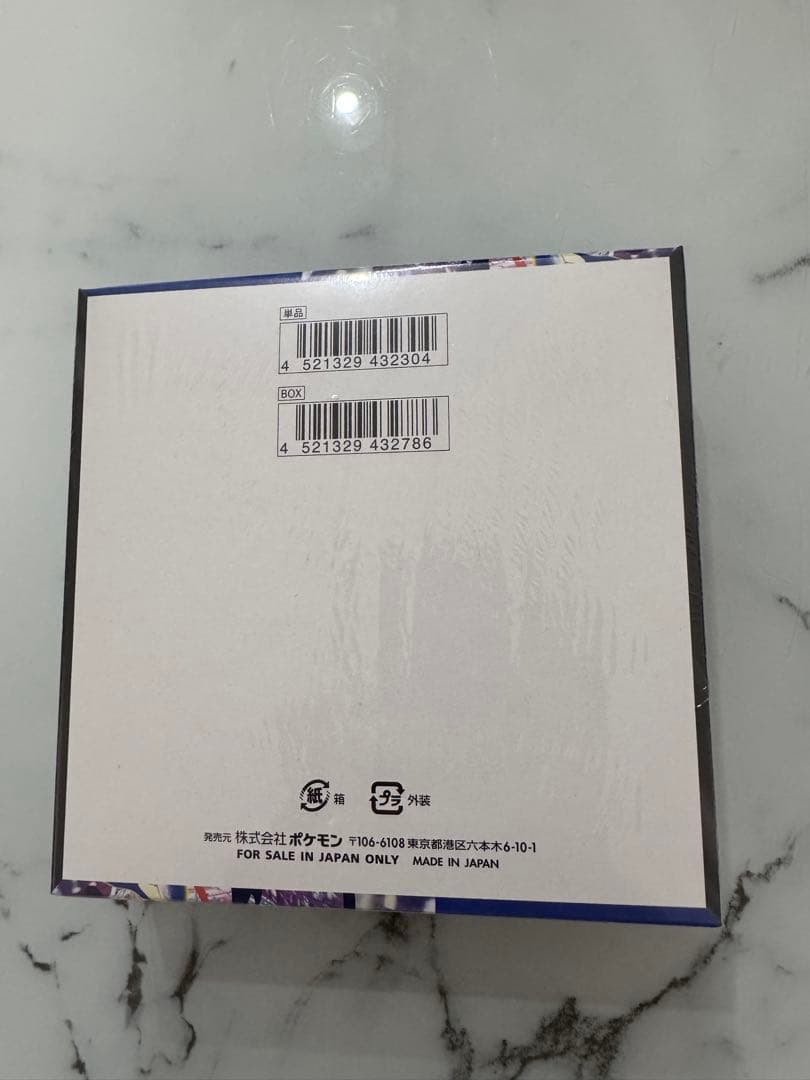 単品
4 521329 432304
BOX
4 521329 432786
紙 箱 プラ 外装
発売元 株式会社 ポケモン 〒106-6108 東京都港区六本木6-10-1
FOR SALE IN JAPAN ONLY MADE IN JAPAN